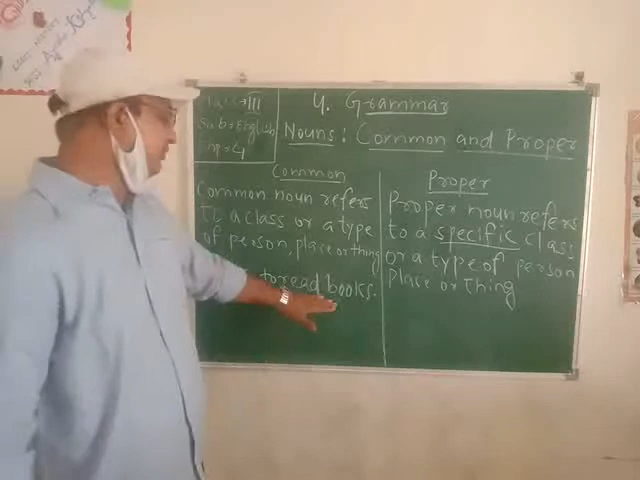 III
Sub = English
4. Grammar
Nouns: Common and Proper
Common
Common noun refers
to a class or a type
of person, place or thing
to read books.
Proper
Proper noun refers
to a specific class
or a type of person
Place or thing